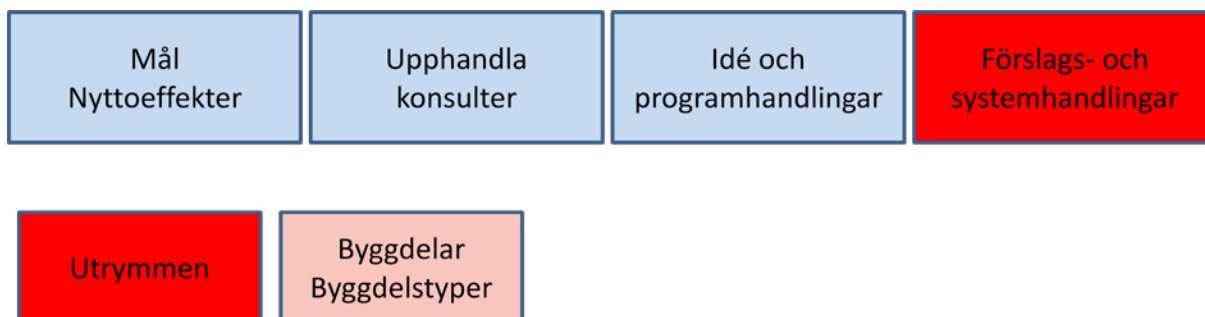 Mål
Nyttoeffekter
Upphandla
konsulter
Idé och
programhandlingar
Förslags- och
systemhandlingar
Utrymmen
Byggdelar
Byggdelstyper